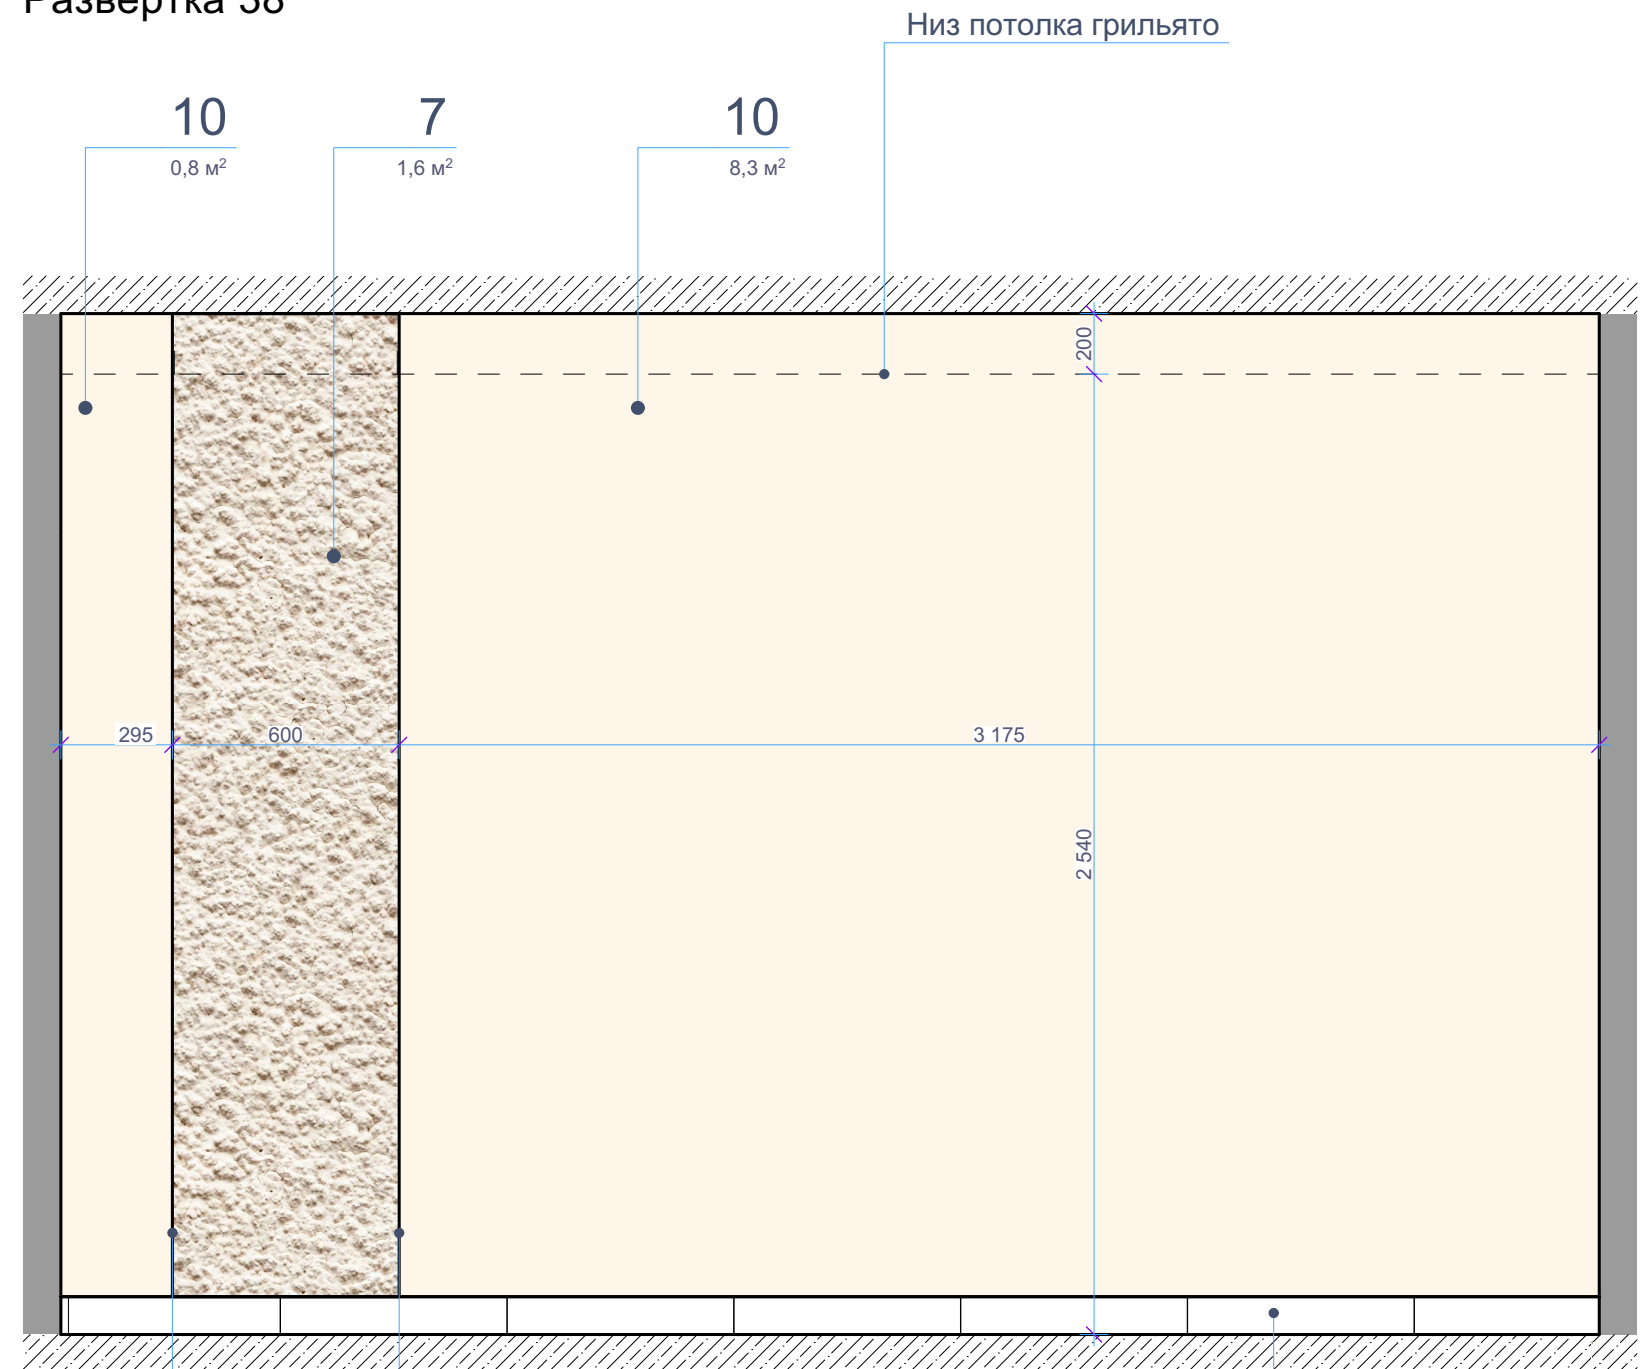 Развертка 38
Низ потолка грильято
10
0,8 м²
7
1,6 м²
10
8,3 м²
200
295
600
3 175
2 540